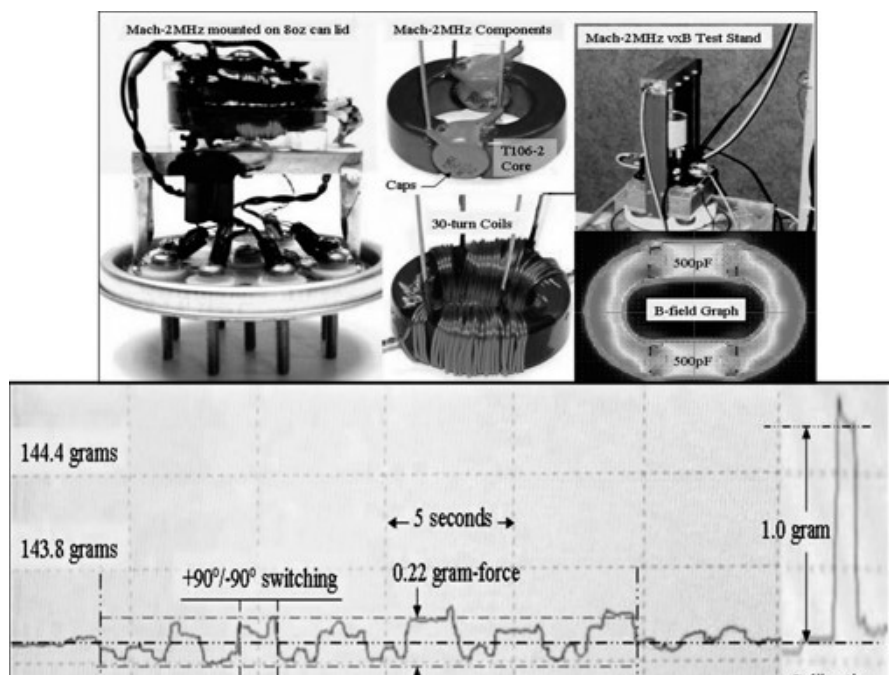 Mach-2MHz mounted on 8oz can lid
Mach-2MHz Components
Mach-2MHz vxB Test Stand
T106-2
Core
Caps
30-turn Coils
500pF
B-field Graph
500pF
144.4 grams
5 seconds
1.0 gram
143.8 grams
+90°/-90° switching
0.22 gram-force